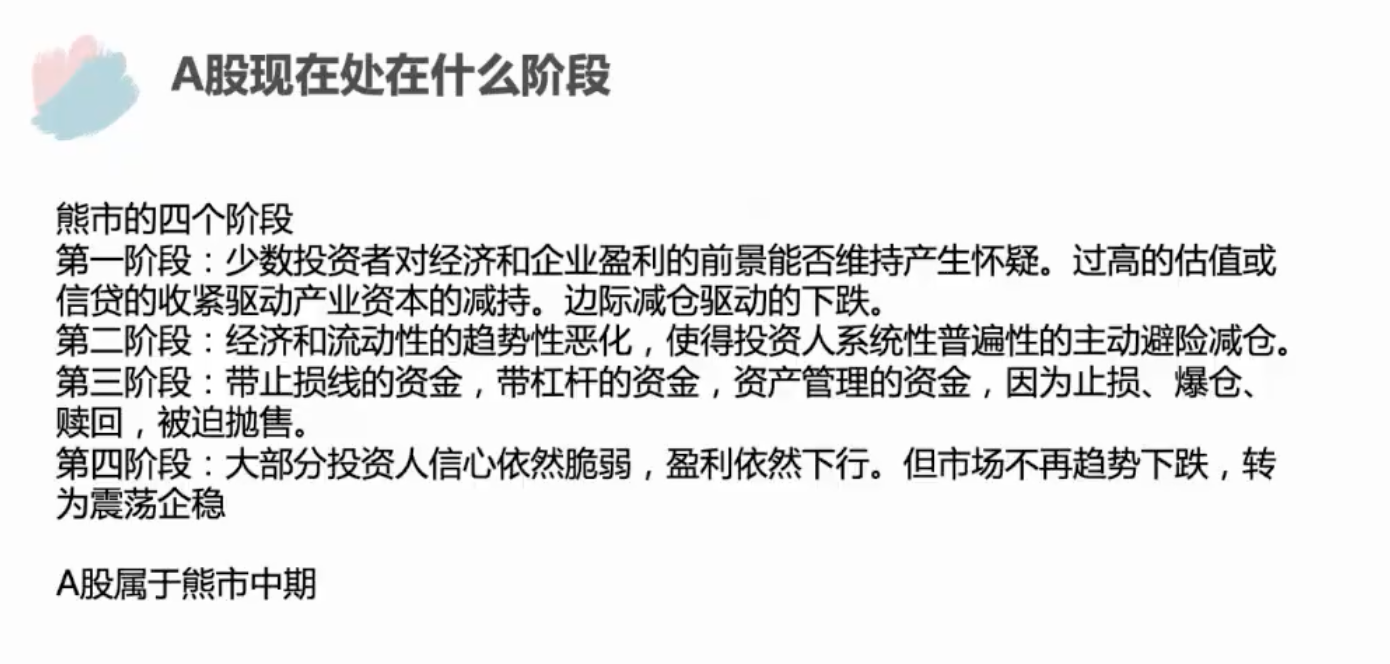 A股现在处在什么阶段
熊市的四个阶段
第一阶段：少数投资者对经济和企业盈利的前景能否维持产生怀疑。过高的估值或
信贷的收紧驱动产业资本的减持。边际减仓驱动的下跌。
第二阶段：经济和流动性的趋势性恶化，使得投资人系统性普遍性的主动避险减仓。
第三阶段：带止损线的资金，带杠杆的资金，资产管理的资金，因为止损、爆仓、
赎回，被迫抛售。
第四阶段：大部分投资人信心依然脆弱，盈利依然下行。但市场不再趋势下跌，转
为震荡企稳
A股属于熊市中期